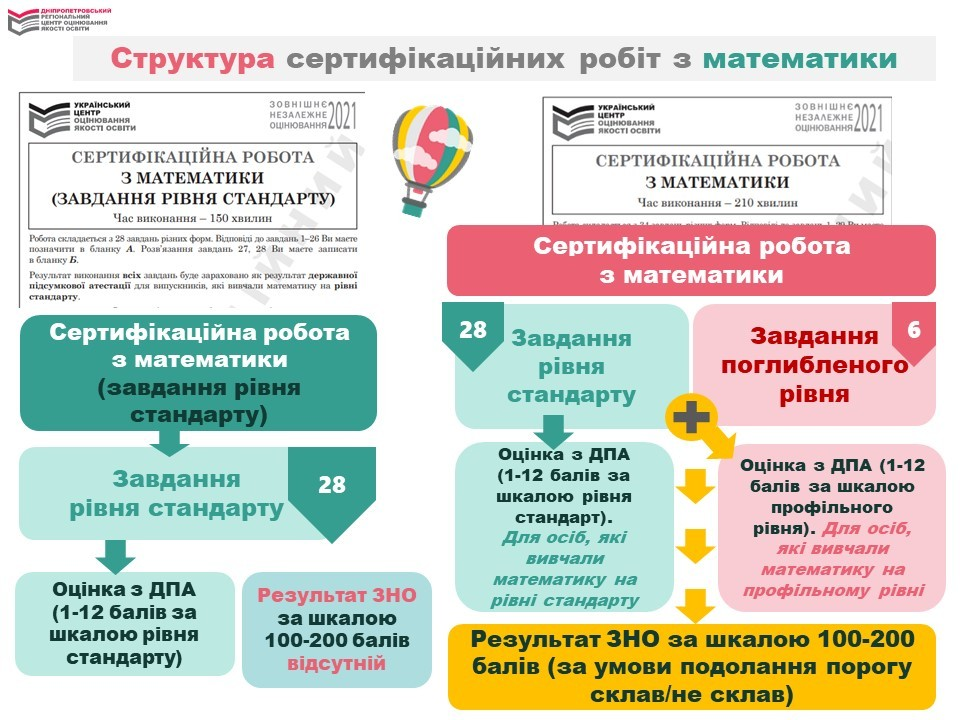 ДНІПРОПЕТРОВСЬКИЙ
РЕГІОНАЛЬНИЙ
ЦЕНТР ОЦІНЮВАННЯ
ЯКОСТІ ОСВІТИ
Структура сертифікаційних робіт з математики
УКРАЇНСЬКИЙ
ЦЕНТР
ОЦІНЮВАННЯ
ЯКОСТІ ОСВІТИ
ЗОВНІШНЄ
НЕЗАЛЕЖНЕ
ОЦІНЮВАННЯ 2021
СЕРТИФІКАЦІЙНА РОБОТА
З МАТЕМАТИКИ
(ЗАВДАННЯ РІВНЯ СТАНДАРТУ)
Час виконання – 150 хвилин
Робота складається з 28 завдань різних форм. Відповіді до завдань 1–26 Ви маєте
позначити в бланку А. Розв'язання завдань 27, 28 Ви маєте записати
в бланку Б.
Результат виконання всіх завдань буде зараховано як результат державної
підсумкової атестації для випускників, які вивчали математику на рівні
стандарту.
Сертифікаційна робота
з математики
(завдання рівня
стандарту)
Завдання
рівня стандарту
28
Оцінка з ДПА
(1-12 балів за
шкалою рівня
стандарту)
Результат ЗНО
за шкалою
100-200 балів
відсутній
УКРАЇНСЬКИЙ
ЦЕНТР
ОЦІНЮВАННЯ
ЯКОСТІ ОСВІТИ
ЗОВНІШНЄ
НЕЗАЛЕЖНЕ
ОЦІНЮВАННЯ 2021
СЕРТИФІКАЦІЙНА РОБОТА
З МАТЕМАТИКИ
Час виконання – 210 хвилин
Сертифікаційна робота
з математики
28
Завдання
рівня
стандарту
Завдання
поглибленого
рівня
6
Оцінка з ДПА
(1-12 балів за
шкалою рівня
стандарт).
Для осіб, які
вивчали
математику на
рівні стандарту
Оцінка з ДПА (1-12
балів за шкалою
профільного
рівня). Для осіб,
які вивчали
математику на
профільному рівні
Результат ЗНО за шкалою 100-200
балів (за умови подолання порогу
склав/не склав)